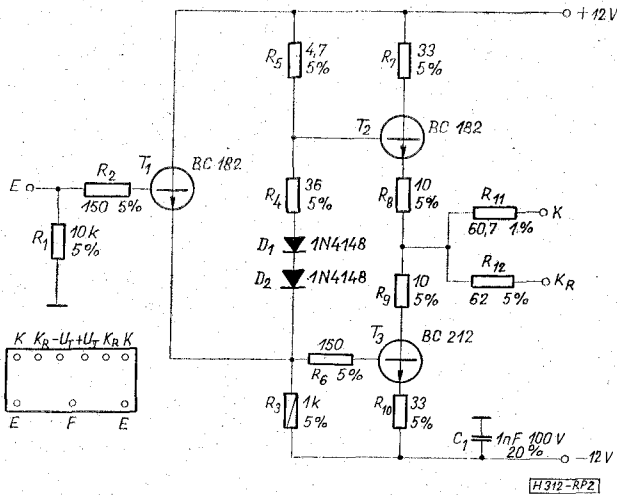 +12V
R5 4,7 5%
R7 33 5%
T2 BC 182
T1 BC 182
E R2 150 5%
R1 10k 5%
R4 36 5%
R8 10 5%
R11 60,7 1% K
R12 62 5% KR
D1 1N4148
D2 1N4148
R9 10 5%
T3 BC 212
150 R6 5%
K KR -UT +UT KR K
E F E
R3 1k 5%
R10 33 5%
C1 1nF 100V 20%
-12V
H312-RP2